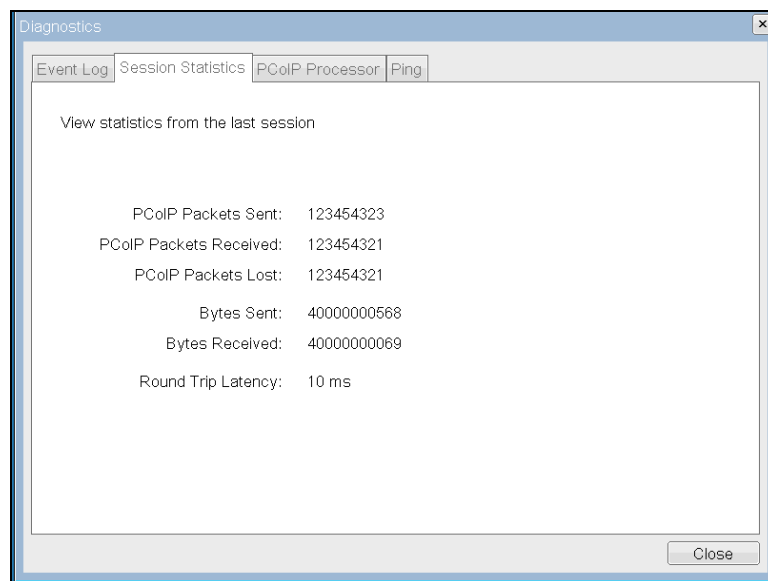 Diagnostics
Event Log Session Statistics PCoIP Processor Ping
View statistics from the last session
PCoIP Packets Sent: 123454323
PCoIP Packets Received: 123454321
PCoIP Packets Lost: 123454321
Bytes Sent: 40000000568
Bytes Received: 40000000069
Round Trip Latency: 10 ms
Close